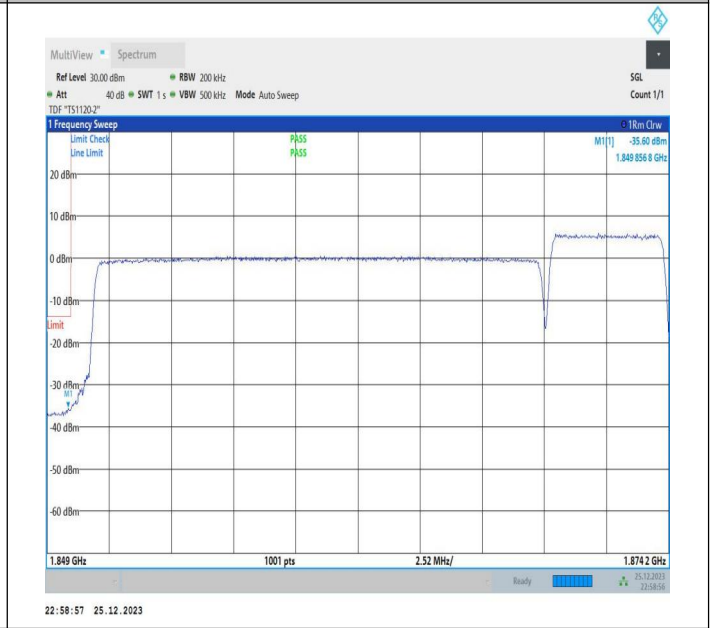 MultiView Spectrum
Ref Level 30.00 dBm RBW 200 kHz SGL
Att 40 dB SWT 1 s VBW 500 kHz Mode Auto Sweep Count 1/1
TDF "TS1120-2"
1 Frequency Sweep 1Rm Clrw
Limit Check PASS M1[1] -35.60 dBm
Line Limit PASS 1.849 856 8 GHz
20 dBm
10 dBm
0 dBm
-10 dBm
Limit
-20 dBm
-30 dBm
M1
-40 dBm
-50 dBm
-60 dBm
1.849 GHz 1001 pts 2.52 MHz/ 1.874 2 GHz
Ready 25.12.2023
22:58:56
22:58:57 25.12.2023